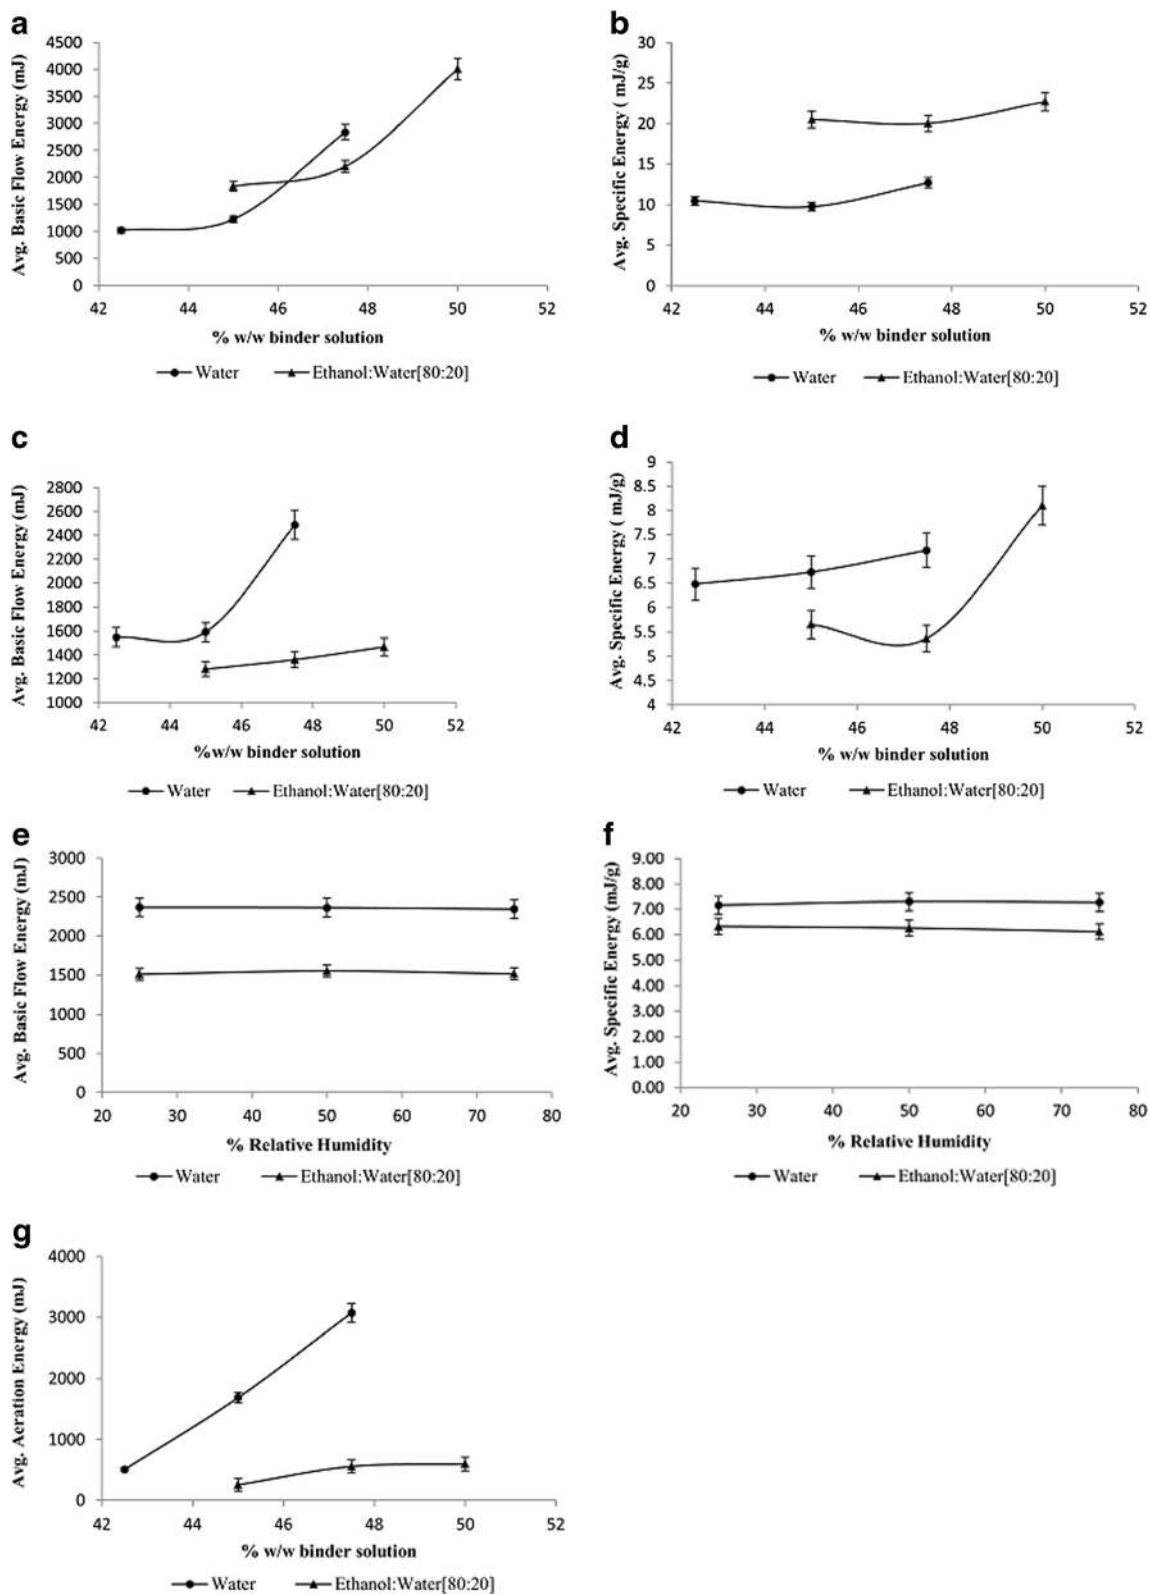 a
Avg. Basic Flow Energy (mJ)
4500
4000
3500
3000
2500
2000
1500
1000
500
0
42 44 46 48 50 52
% w/w binder solution
Water Ethanol:Water[80:20]
b
Avg. Specific Energy ( mJ/g)
30
25
20
15
10
5
0
42 44 46 48 50 52
% w/w binder solution
Water Ethanol:Water[80:20]
c
Avg. Basic Flow Energy (mJ)
2800
2600
2400
2200
2000
1800
1600
1400
1200
1000
42 44 46 48 50 52
%w/w binder solution
Water Ethanol:Water[80:20]
d
Avg. Specific Energy ( mJ/g)
9
8.5
8
7.5
7
6.5
6
5.5
5
4.5
4
42 44 46 48 50 52
% w/w binder solution
Water Ethanol:Water[80:20]
e
Avg. Basic Flow Energy (mJ)
3000
2500
2000
1500
1000
500
0
20 30 40 50 60 70 80
% Relative Humidity
Water Ethanol:Water[80:20]
f
Avg. Specific Energy (mJ/g)
9.00
8.00
7.00
6.00
5.00
4.00
3.00
2.00
1.00
0.00
20 30 40 50 60 70 80
% Relative Humidity
Water Ethanol:Water[80:20]
g
Avg. Aeration Energy (mJ)
4000
3000
2000
1000
0
42 44 46 48 50 52
% w/w binder solution
Water Ethanol:Water[80:20]